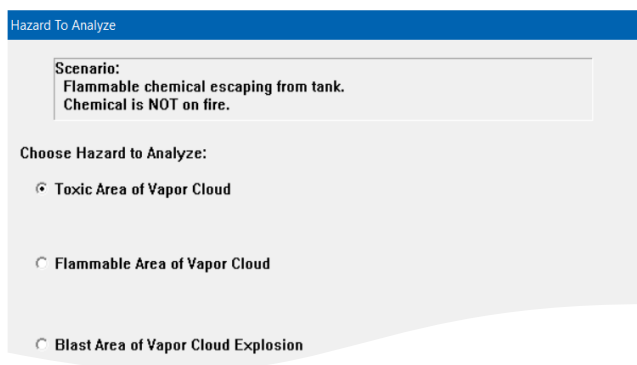 Hazard To Analyze
Scenario:
Flammable chemical escaping from tank.
Chemical is NOT on fire.
Choose Hazard to Analyze:
Toxic Area of Vapor Cloud
Flammable Area of Vapor Cloud
Blast Area of Vapor Cloud Explosion